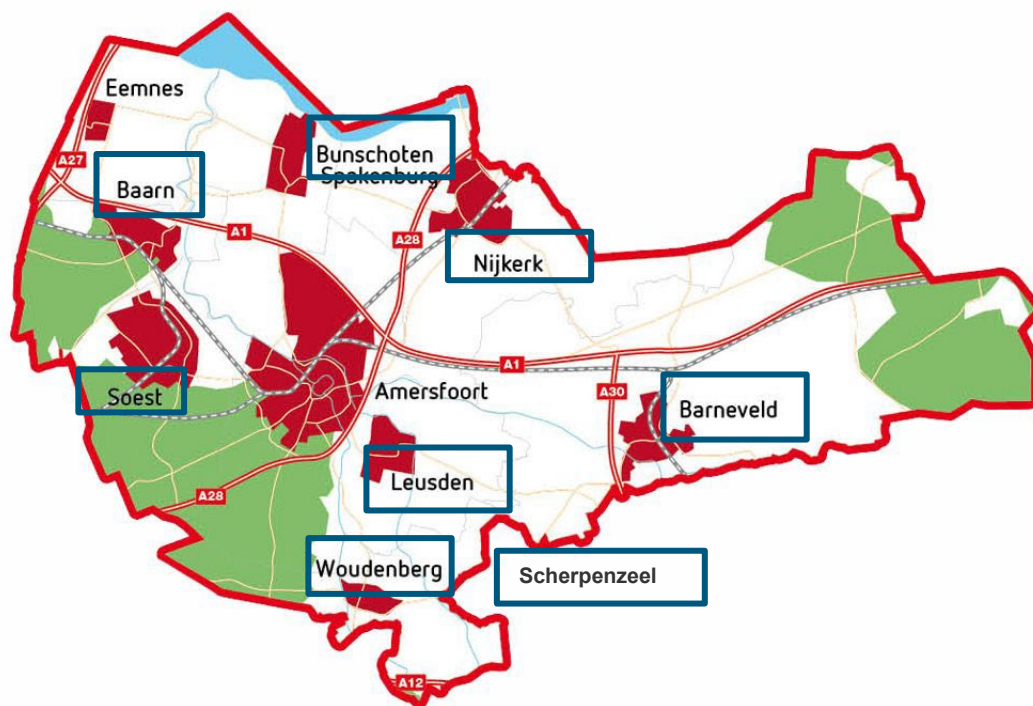 Eemnes
A27
Baarn
Bunschoten
Spakenburg
A1
A28
Nijkerk
A1
Soest
Amersfoort
A30
Barneveld
Leusden
A28
Woudenberg
Scherpenzeel
A12